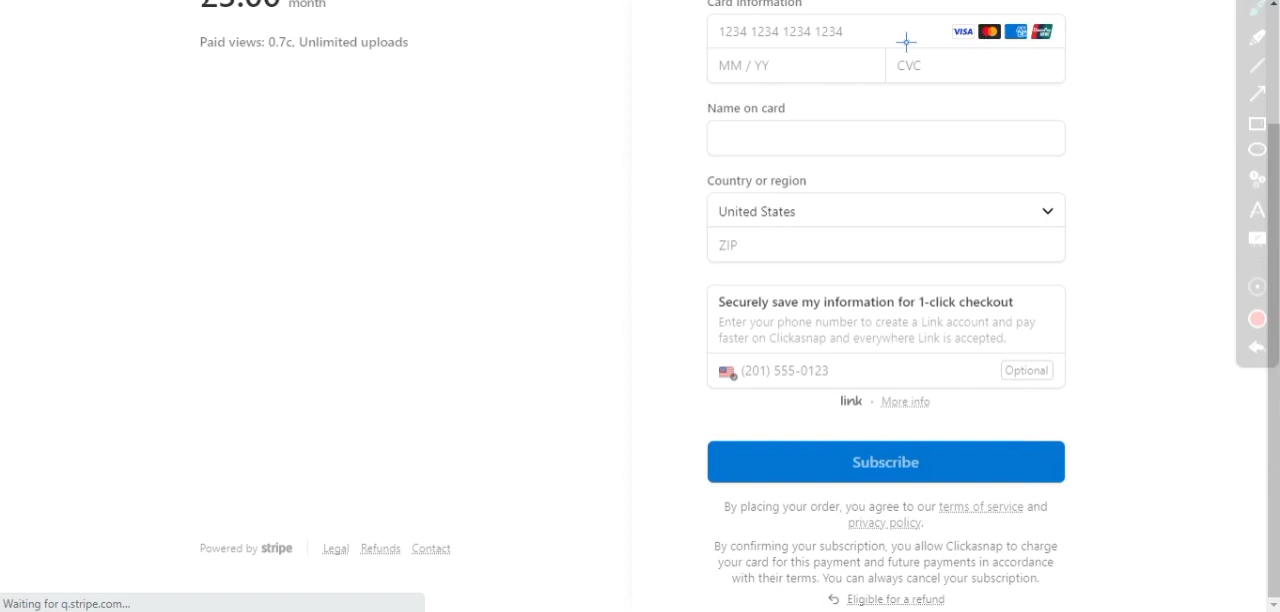 £5.00 month
Paid views: 0.7c, Unlimited uploads
Card information
1234 1234 1234 1234 VISA
MM / YY CVC
Name on card
Country or region
United States
ZIP
Securely save my information for 1-click checkout
Enter your phone number to create a Link account and pay
faster on Clickasnap and everywhere Link is accepted.
(201) 555-0123 Optional
link · More info
Subscribe
By placing your order, you agree to our terms of service and
privacy policy.
By confirming your subscription, you allow Clickasnap to charge
your card for this payment and future payments in accordance
with their terms. You can always cancel your subscription.
Eligible for a refund
Powered by stripe Legal Refunds Contact
Waiting for q.stripe.com...
A